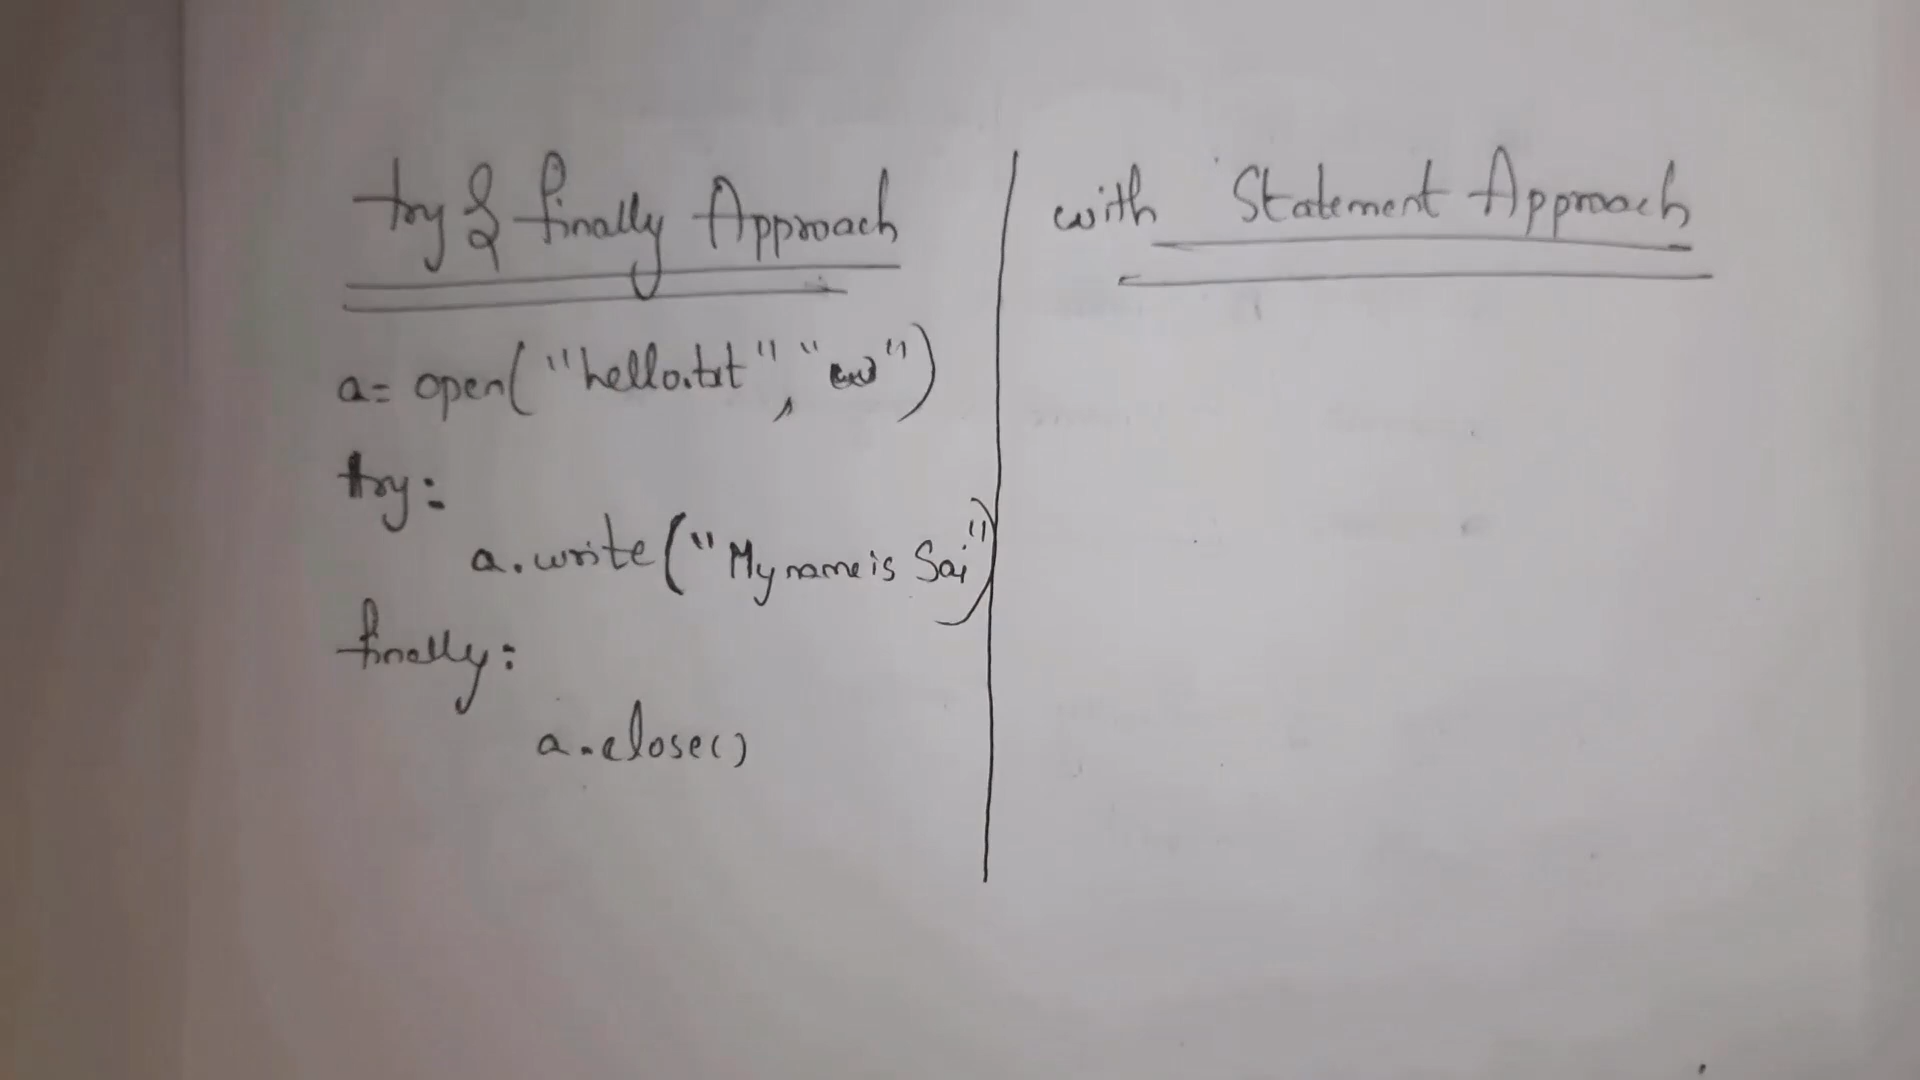 try & finally Approach
with Statement Approach
a= open("hello.txt", "w")
try:
a.write("My name is Sai")
finally:
a.close()